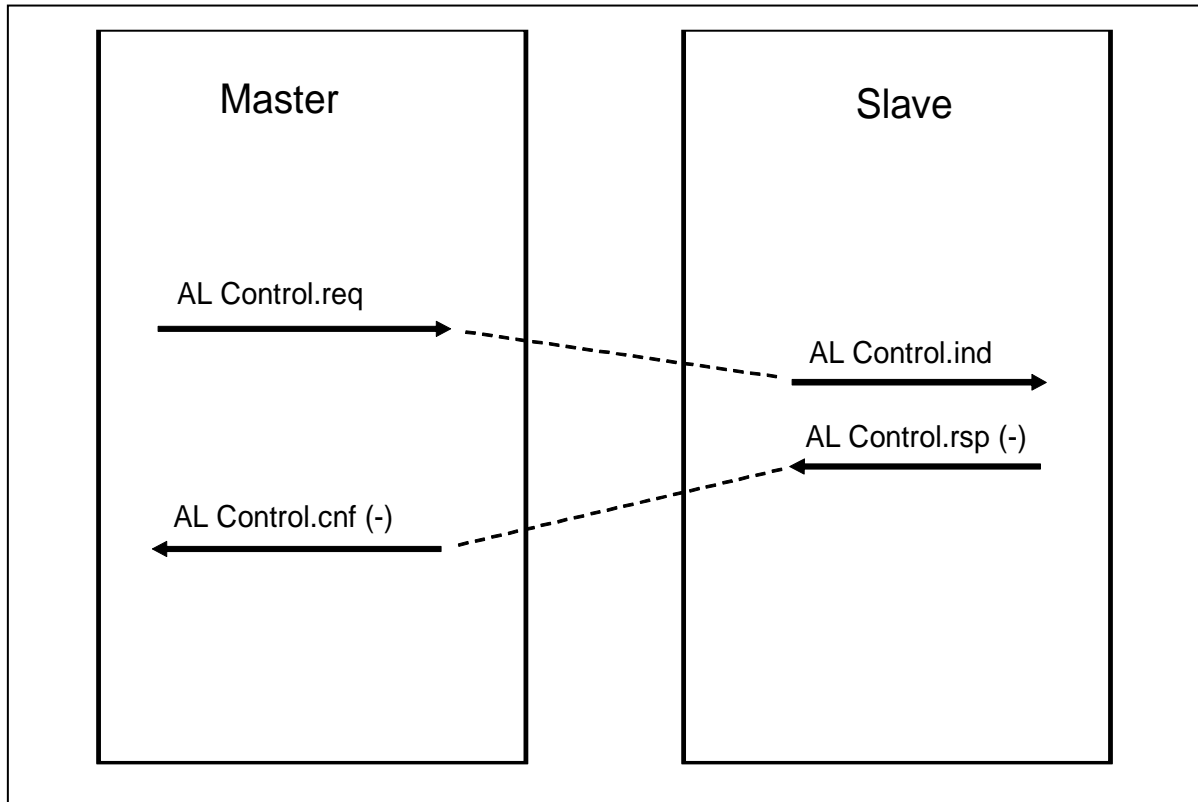 Master
Slave
AL Control.req
AL Control.ind
AL Control.rsp (-)
AL Control.cnf (-)